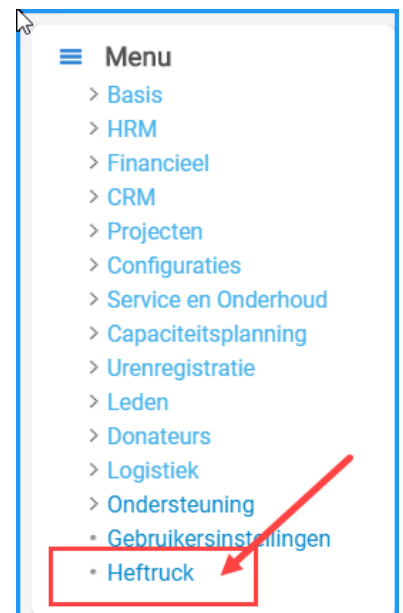 Menu
Basis
HRM
Financieel
CRM
Projecten
Configuraties
Service en Onderhoud
Capaciteitsplanning
Urenregistratie
Leden
Donateurs
Logistiek
Ondersteuning
Gebruikersinstellingen
Heftruck